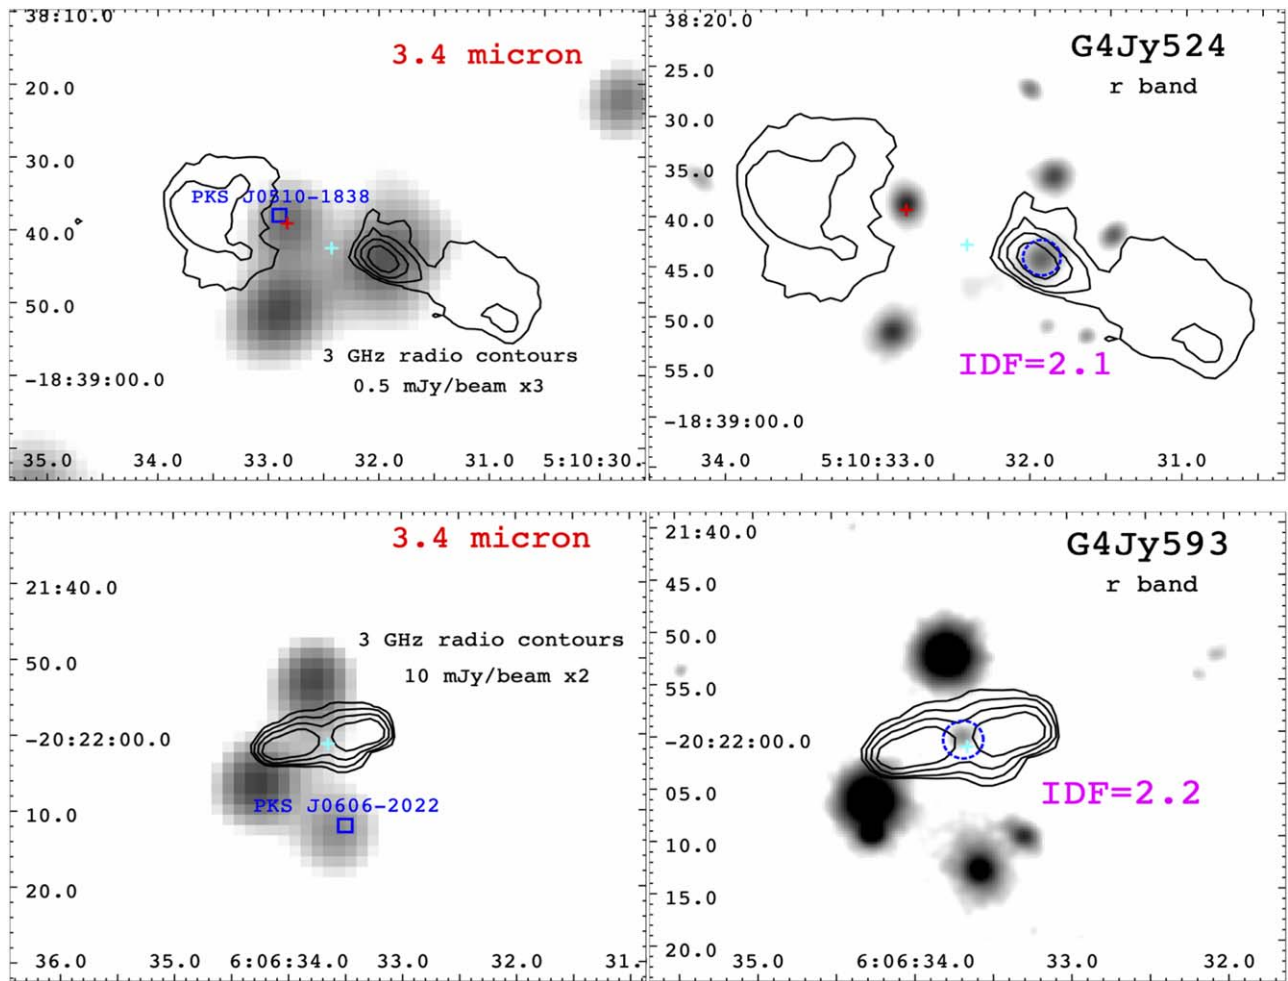 38:10.0
3.4 micron
20.0
30.0
PKS J0510-1838
40.0
50.0
3 GHz radio contours
0.5 mJy/beam x3
-18:39:00.0
35.0 34.0 33.0 32.0 31.0 5:10:30.
38:20.0
G4Jy524
r band
25.0
30.0
35.0
40.0
45.0
50.0
IDF=2.1
55.0
-18:39:00.0
34.0 5:10:33.0 32.0 31.0
3.4 micron
21:40.0
3 GHz radio contours
50.0
10 mJy/beam x2
-20:22:00.0
PKS J0606-2022
10.0
20.0
36.0 35.0 6:06:34.0 33.0 32.0 31.
21:40.0
G4Jy593
r band
45.0
50.0
55.0
-20:22:00.0
05.0
IDF=2.2
10.0
15.0
20.0
35.0 6:06:34.0 33.0 32.0